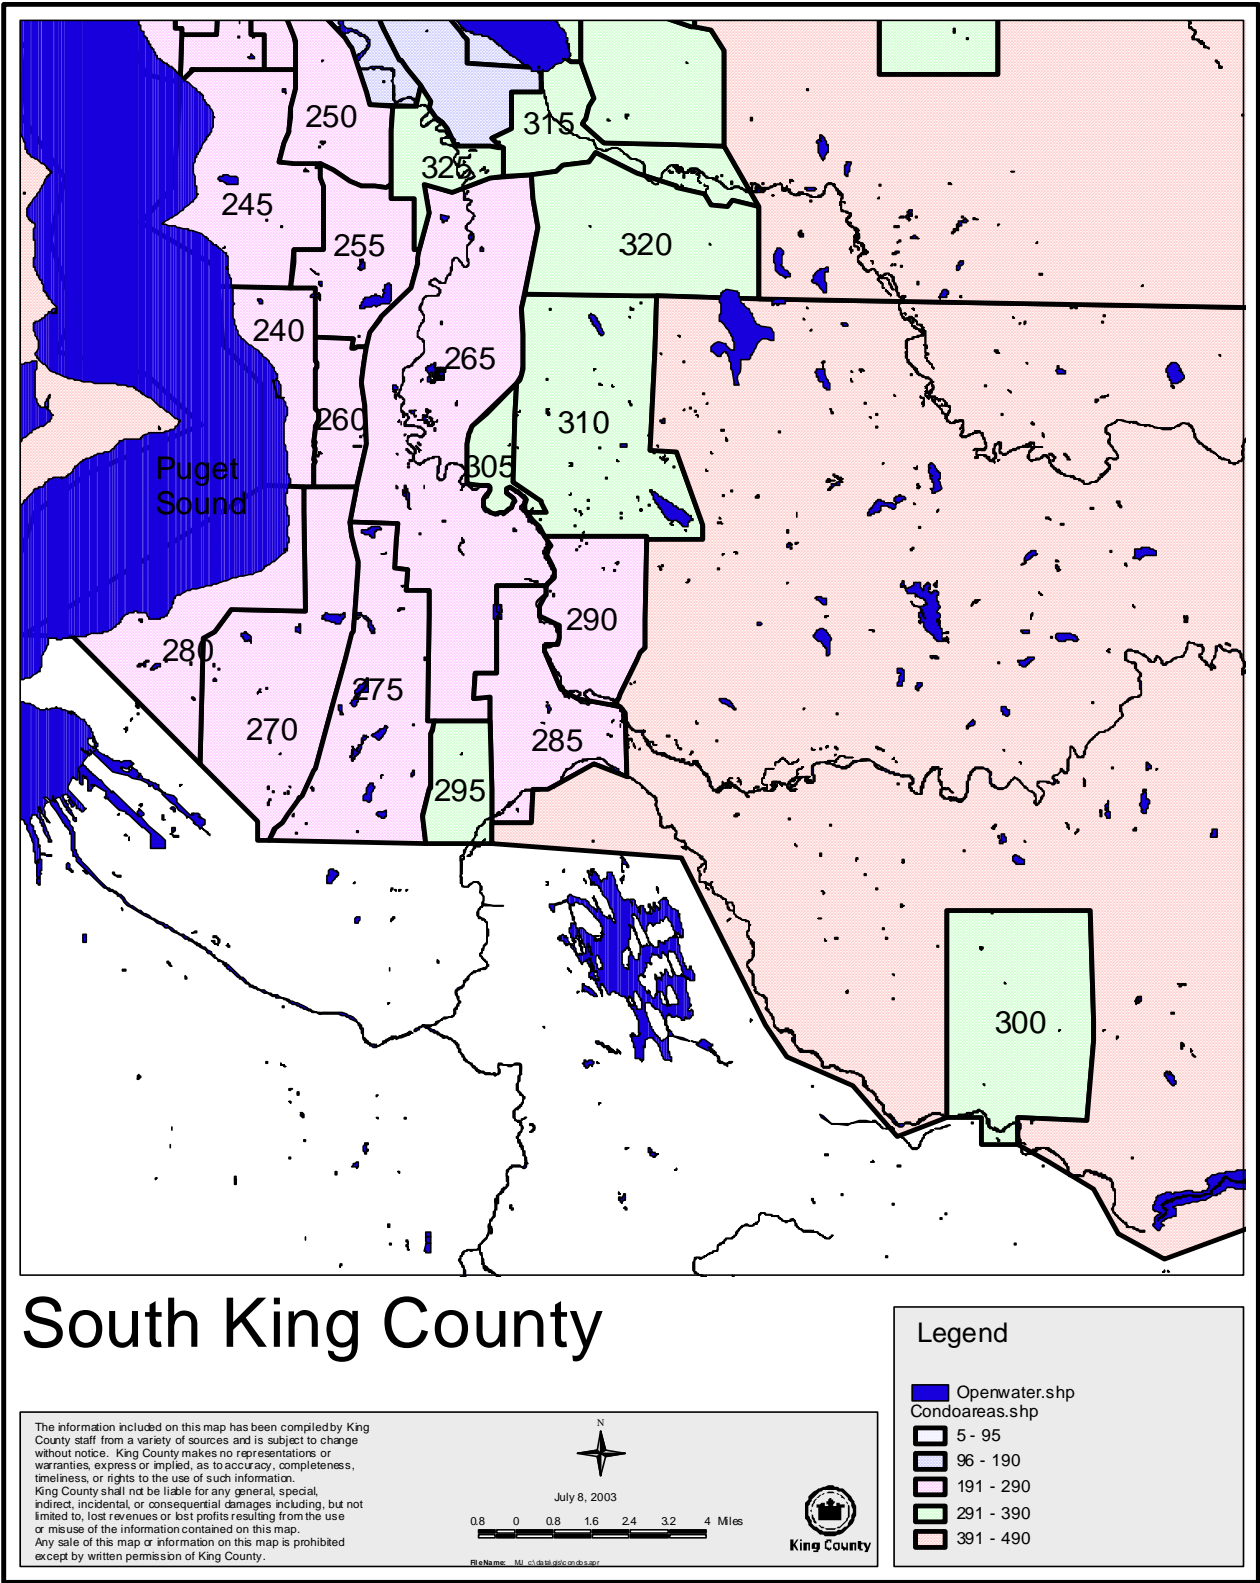 250
315
325
245
255
320
240
265
260
310
305
Puget
Sound
290
280
275
270
285
295
300
South King County
Legend
Openwater.shp
Condoareas.shp
5 - 95
96 - 190
191 - 290
291 - 390
391 - 490
The information included on this map has been compiled by King
County staff from a variety of sources and is subject to change
without notice. King County makes no representations or
warranties, express or implied, as to accuracy, completeness,
timeliness, or rights to the use of such information.
King County shall not be liable for any general, special,
indirect, incidental, or consequential damages including, but not
limited to, lost revenues or lost profits resulting from the use
or misuse of the information contained on this map.
Any sale of this map or information on this map is prohibited
except by written permission of King County.
N
July 8, 2003
0.8 0 0.8 1.6 2.4 3.2 4 Miles
File Name: MJ c:\data\gis\condos.apr
King County